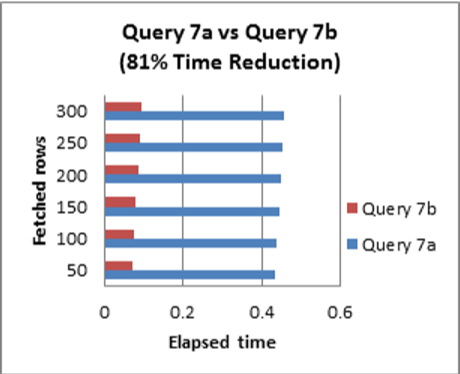 Query 7a vs Query 7b
(81% Time Reduction)
Fetched rows
300
250
200
150
100
50
0 0.2 0.4 0.6
Elapsed time
Query 7b
Query 7a